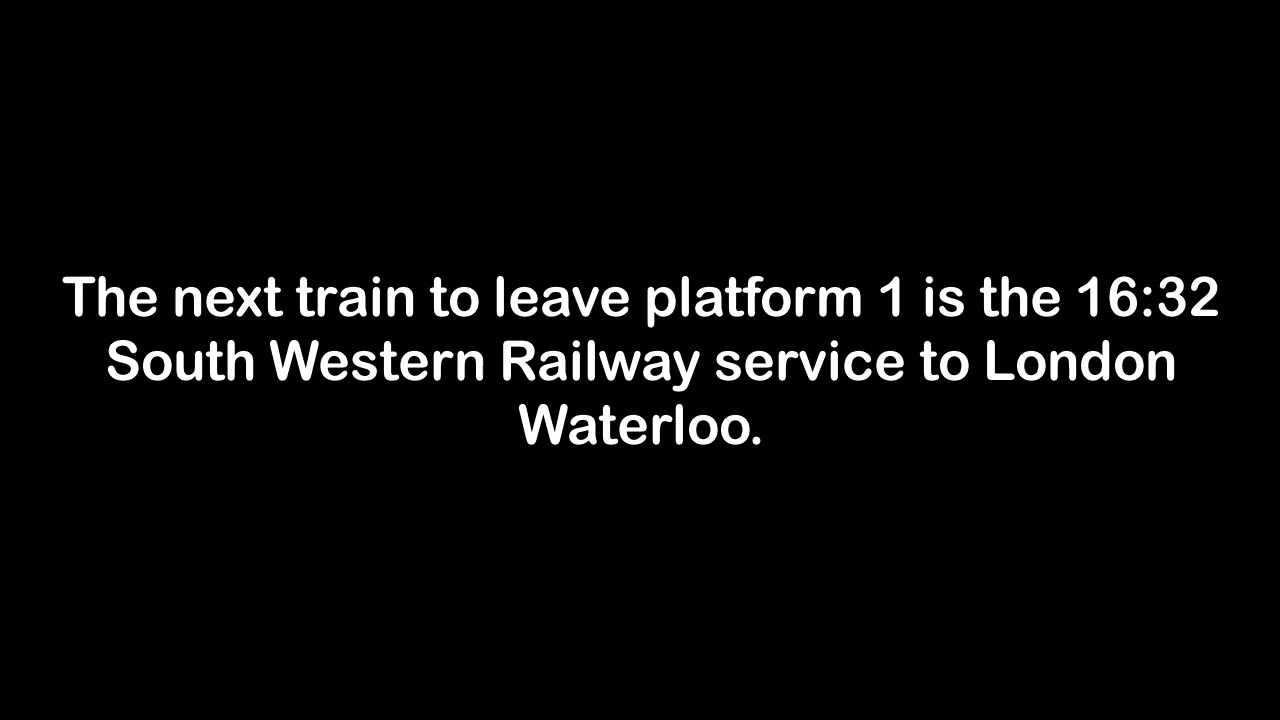 The next train to leave platform 1 is the 16:32
South Western Railway service to London
Waterloo.